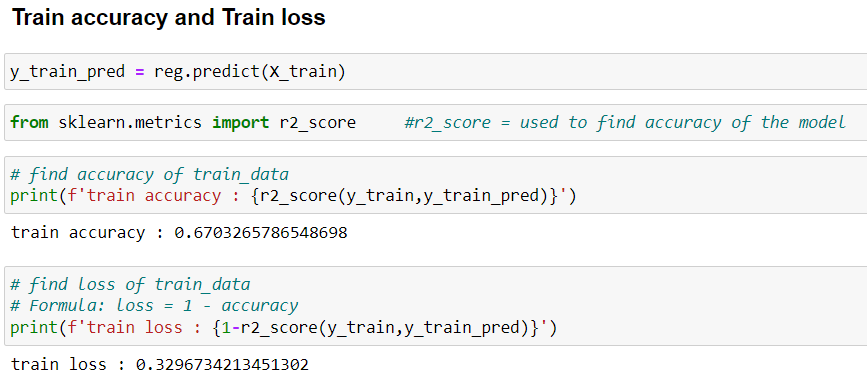 Train accuracy and Train loss
y_train_pred = reg.predict(X_train)
from sklearn.metrics import r2_score     #r2_score = used to find accuracy of the model
# find accuracy of train_data
print(f'train accuracy : {r2_score(y_train,y_train_pred)}')
train accuracy : 0.6703265786548698
# find loss of train_data
# Formula: loss = 1 - accuracy
print(f'train loss : {1-r2_score(y_train,y_train_pred)}')
train loss : 0.3296734213451302